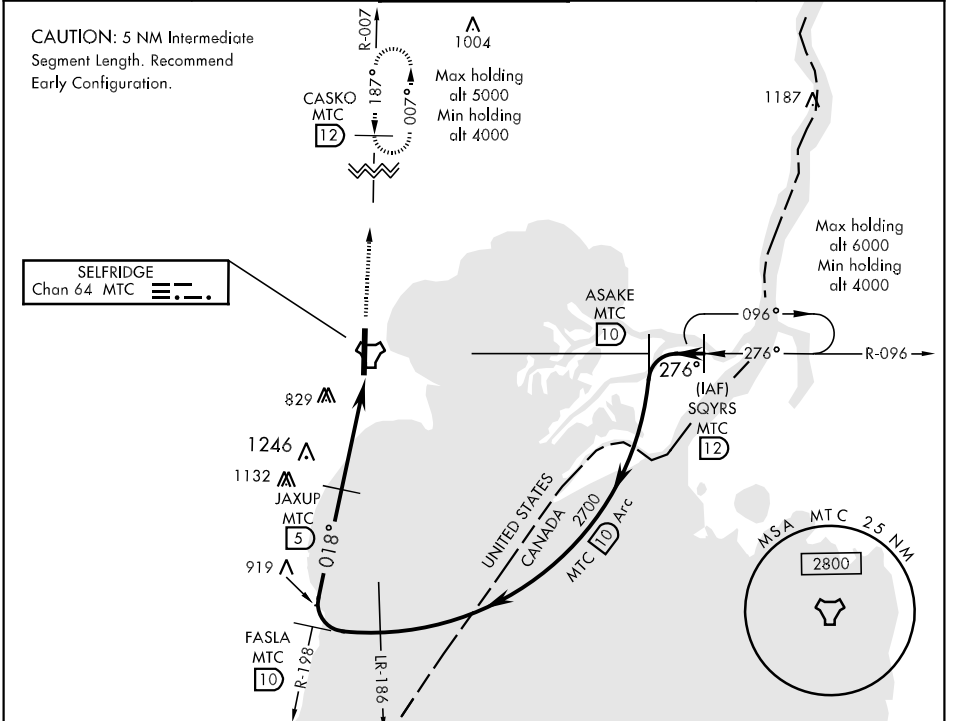 CAUTION: 5 NM Intermediate
Segment Length. Recommend
Early Configuration.
R-007
1004
187°
007°
Max holding
alt 5000
Min holding
alt 4000
CASKO
MTC
12
1187
Max holding
alt 6000
Min holding
alt 4000
SELFRIDGE
Chan 64 MTC
ASAKE
MTC
10
096°
276°
276°
R-096
(IAF)
SQYRS
MTC
12
829
1246
1132
JAXUP
MTC
5
018°
919
FASLA
MTC
10
R-198
LR-186
UNITED STATES
CANADA
2700
MTC 10 Arc
MSA MTC 25 NM
2800